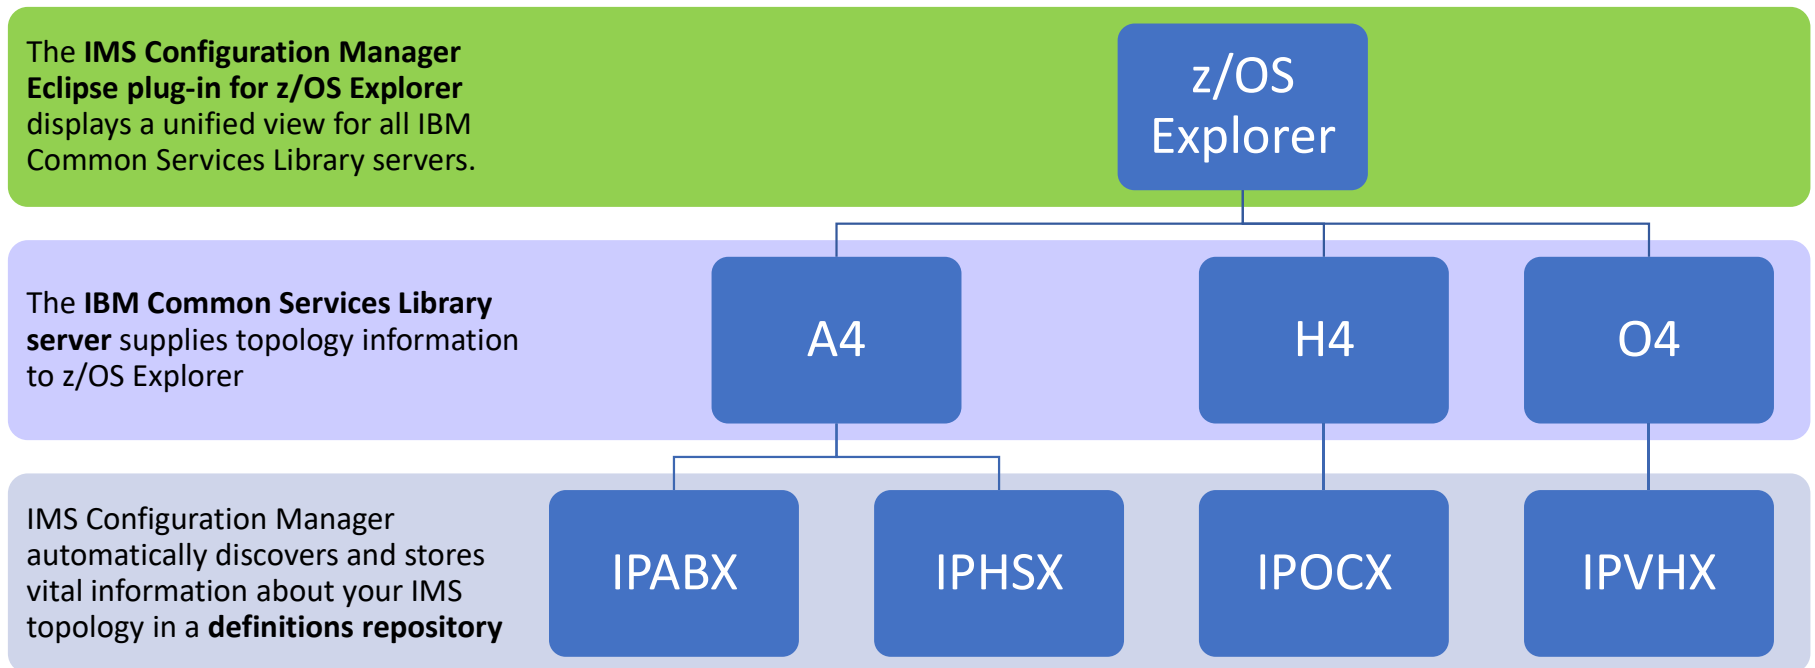 The IMS Configuration Manager
Eclipse plug-in for z/OS Explorer
displays a unified view for all IBM
Common Services Library servers.
z/OS
Explorer
The IBM Common Services Library
server supplies topology information
to z/OS Explorer
A4
H4
O4
IMS Configuration Manager
automatically discovers and stores
vital information about your IMS
topology in a definitions repository
IPABX
IPHSX
IPOCX
IPVHX